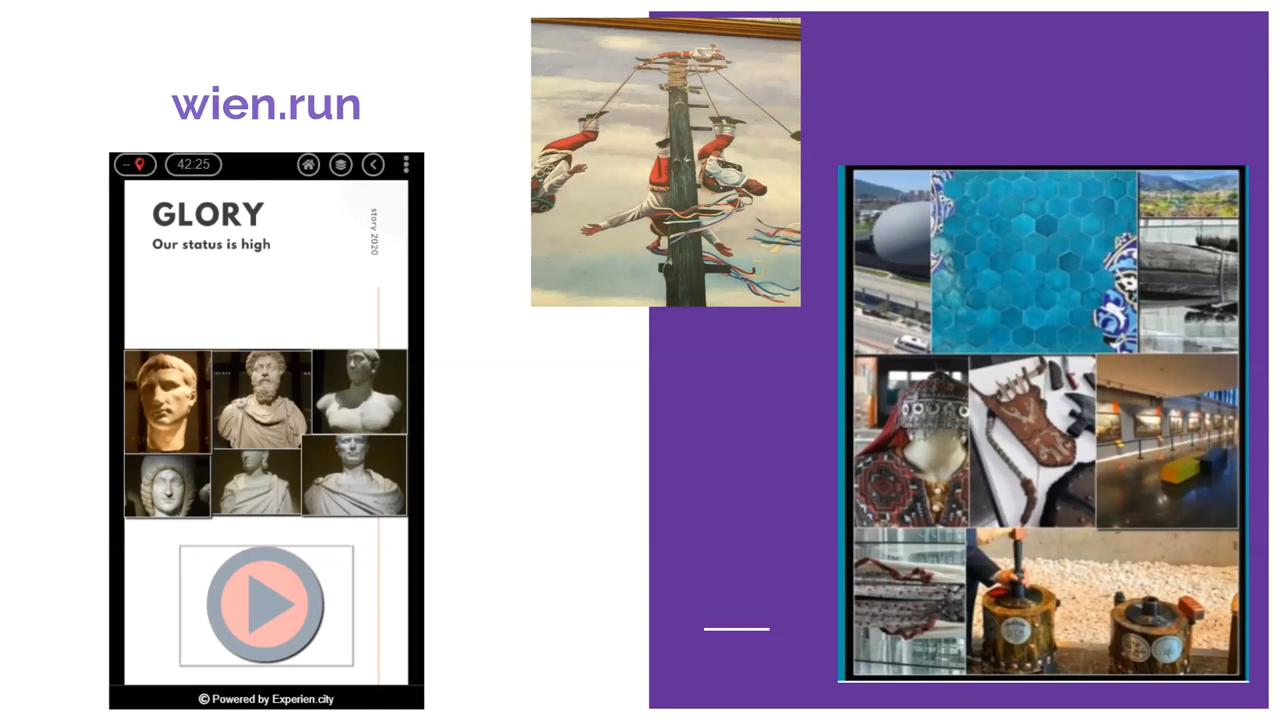 wien.run
--
42:25
GLORY
Our status is high
story 2020
© Powered by Experien.city